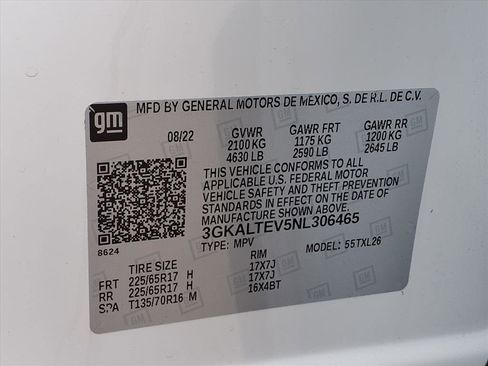 gm
MFD BY GENERAL MOTORS DE MEXICO, S. DE R.L. DE C.V.
08/22 GVWR GAWR FRT GAWR RR
2100 KG 1175 KG 1200 KG
4630 LB 2590 LB 2645 LB
THIS VEHICLE CONFORMS TO ALL
APPLICABLE U.S. FEDERAL MOTOR
VEHICLE SAFETY AND THEFT PREVENTION
STANDARDS IN EFFECT ON THE DATE OF
MANUFACTURE SHOWN ABOVE.
3GKALTEV5NL306465
8624 TYPE: MPV MODEL: 55TXL26
TIRE SIZE RIM
FRT 225/65R17 H 17X7J
RR 225/65R17 H 17X7J
SPA T135/70R16 M 16X4BT